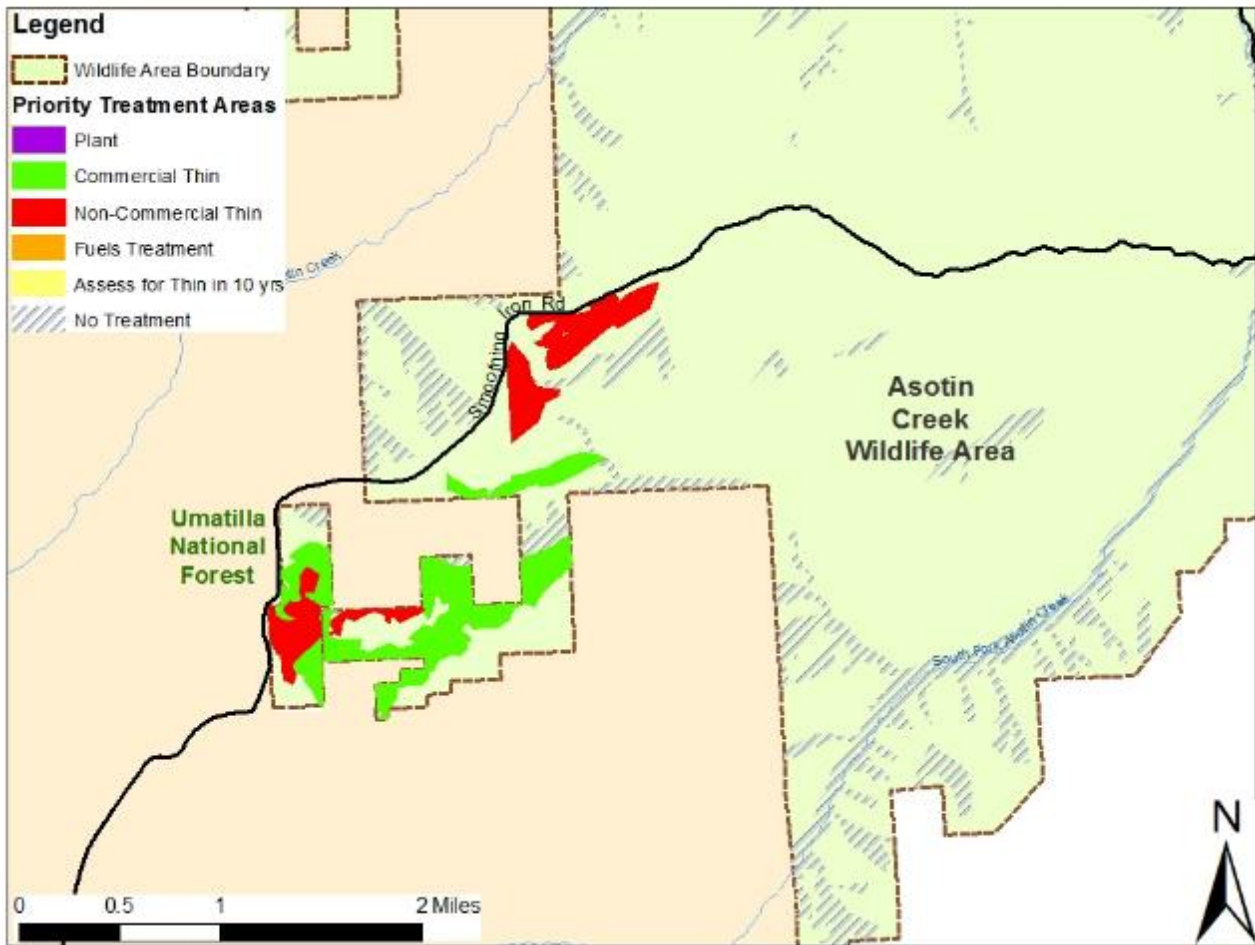 Legend
Wildlife Area Boundary
Priority Treatment Areas
Plant
Commercial Thin
Non-Commercial Thin
Fuels Treatment
Assess for Thin in 10 yrs
No Treatment
Creek
Smoothing Iron Rd
Asotin
Creek
Wildlife Area
Umatilla
National
Forest
South Fork Asotin Creek
N
0 0.5 1 2 Miles